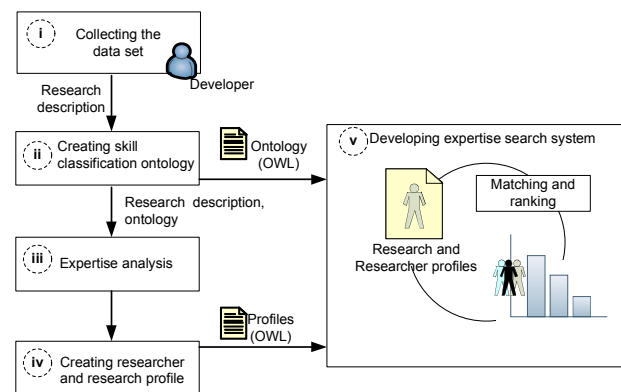 i
Collecting the
data set
Developer
Research
description
ii
Creating skill
classification ontology
Ontology
(OWL)
Research description,
ontology
iii
Expertise analysis
Profiles
(OWL)
iv
Creating researcher
and research profile
v
Developing expertise search system
Matching and
ranking
Research and
Researcher profiles